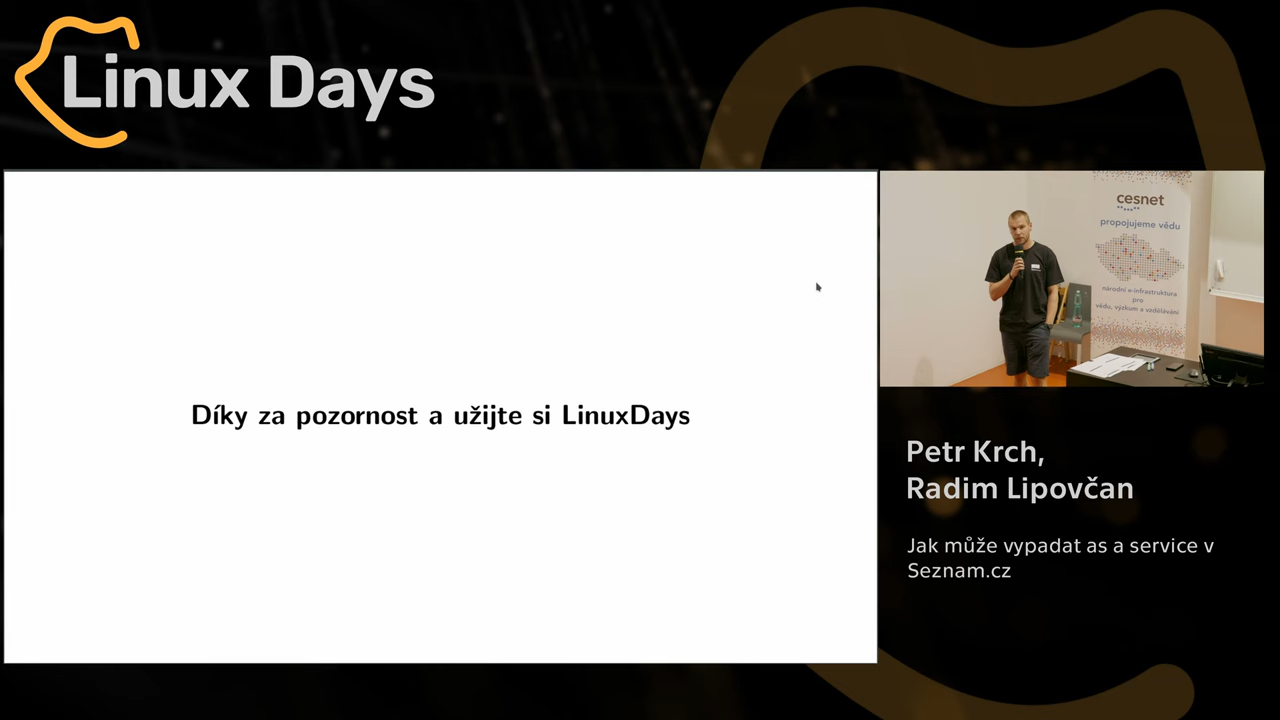 Linux Days
Díky za pozornost a užijte si LinuxDays
cesnet
propojujeme vědu
národní e-infrastruktura
pro
vědu, výzkum a vzdělávání
Petr Krch,
Radim Lipovčan
Jak může vypadat as a service v
Seznam.cz